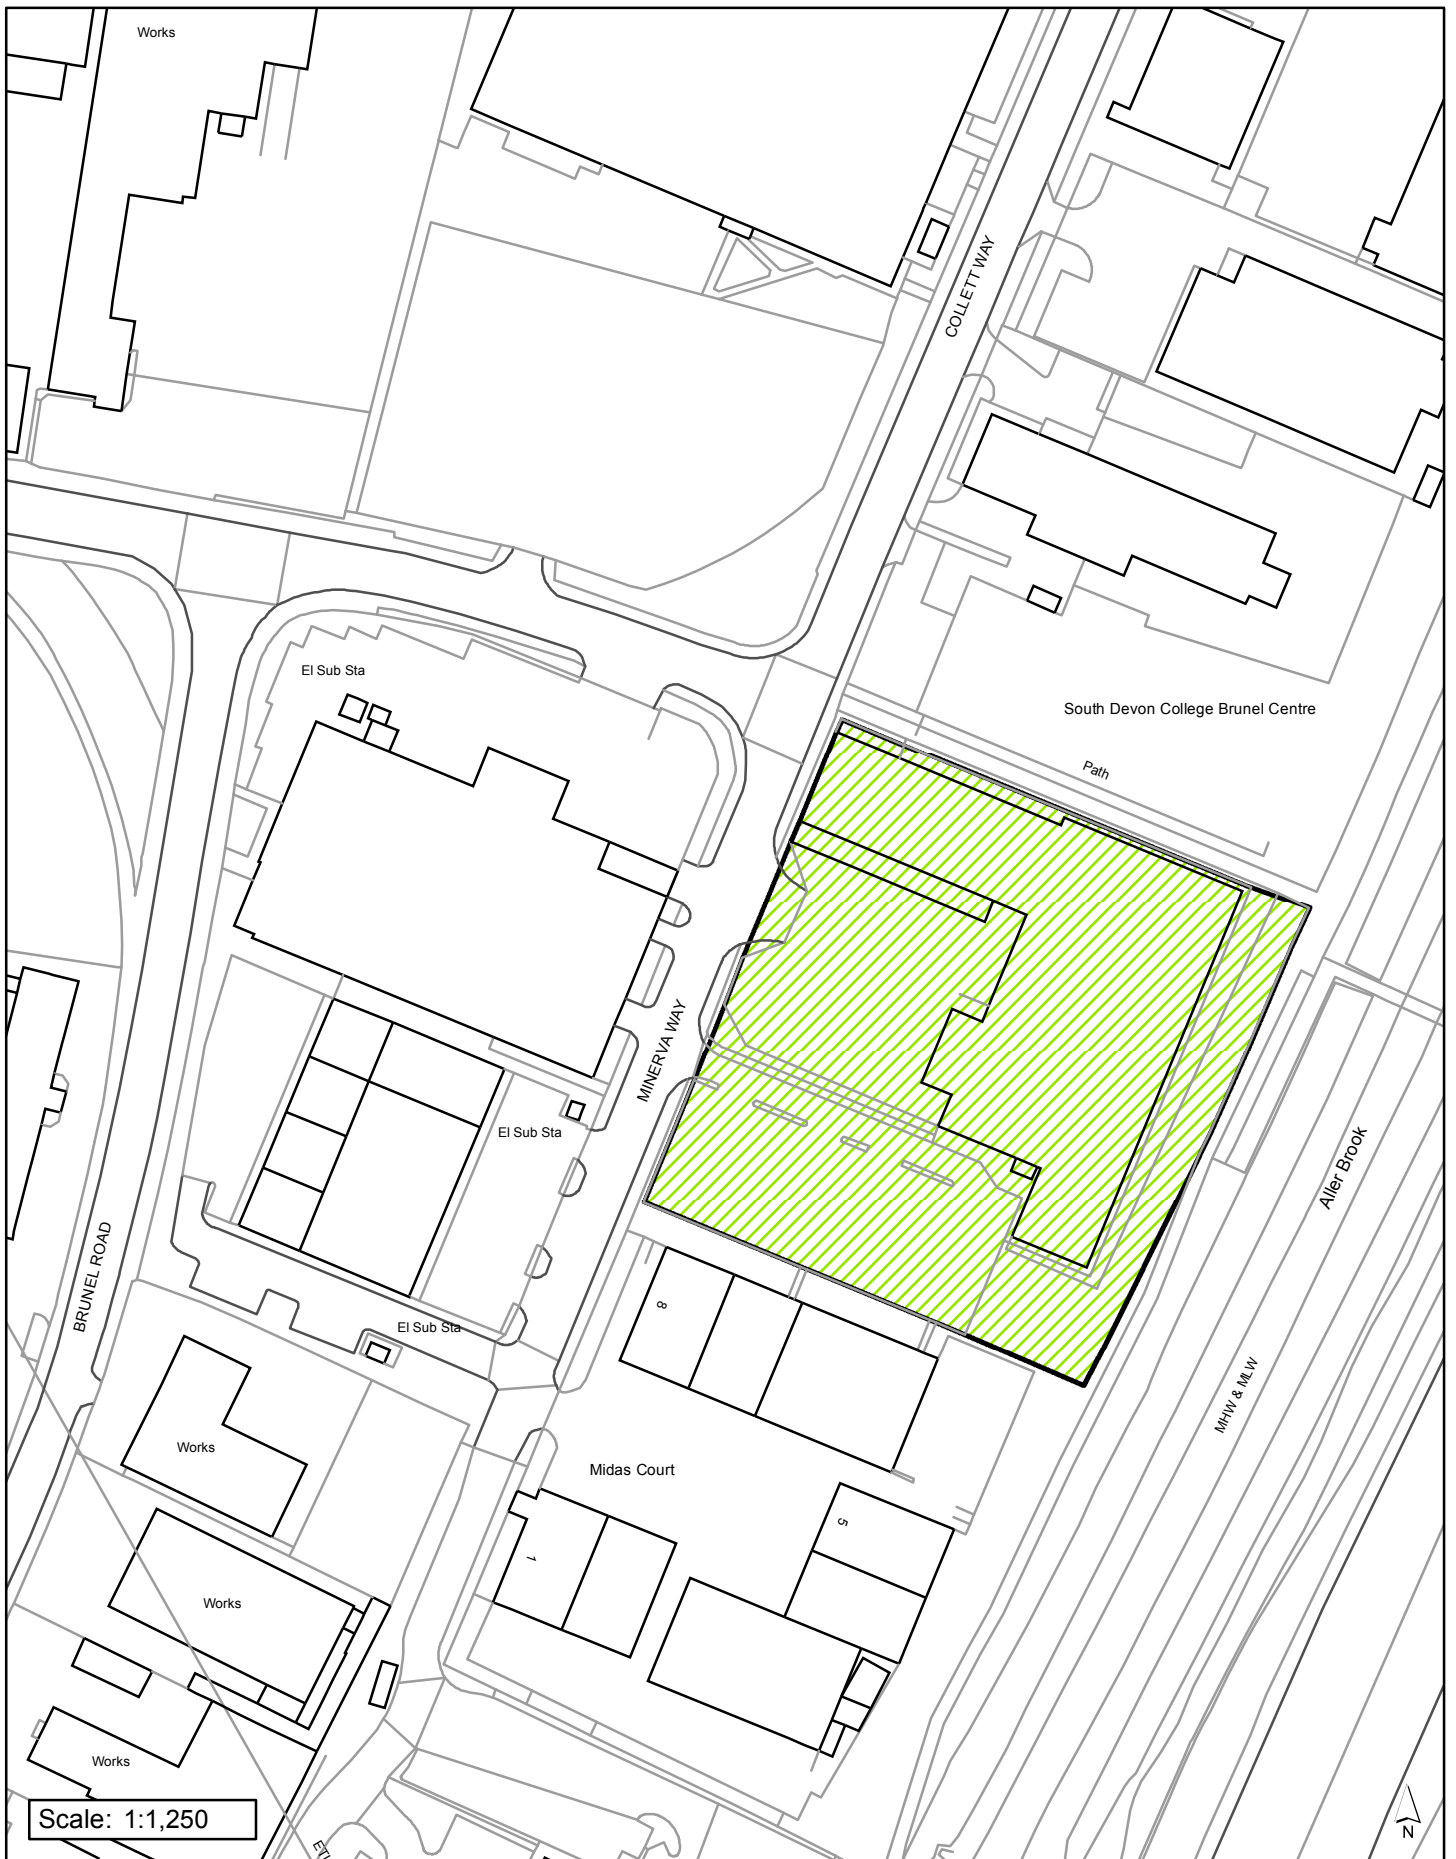 Works
COLLETT WAY
El Sub Sta
South Devon College Brunel Centre
Path
MINERVA WAY
El Sub Sta
Aller Brook
BRUNEL ROAD
8
El Sub Sta
MHW & MLW
Works
Midas Court
5
1
Works
Works
Scale: 1:1,250
N